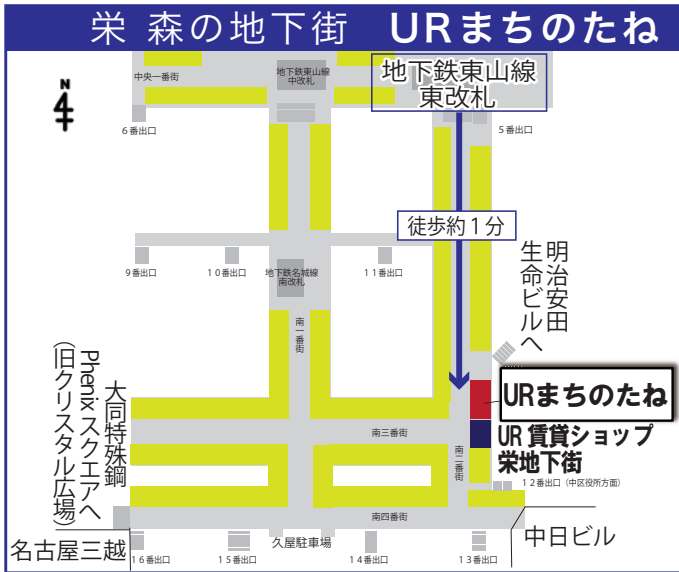 栄 森の地下街 URまちのたね
中央一番街
地下鉄東山線
中改札
地下鉄東山線
東改札
N
6番出口
5番出口
徒歩約1分
9番出口
10番出口
地下鉄名城線
南改札
11番出口
明治安田
生命ビルへ
南一番街
大同特殊鋼
Phenixスクエアへ
(旧クリスタル広場)
URまちのたね
南三番街
南二番街
UR賃貸ショップ
栄地下街
12番出口(中区役所方面)
南四番街
名古屋三越
16番出口
15番出口
久屋駐車場
14番出口
13番出口
中日ビル